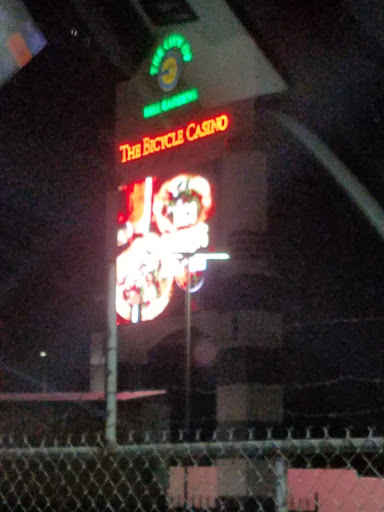 THE CITY OF
BELL GARDENS
THE BICYCLE CASINO